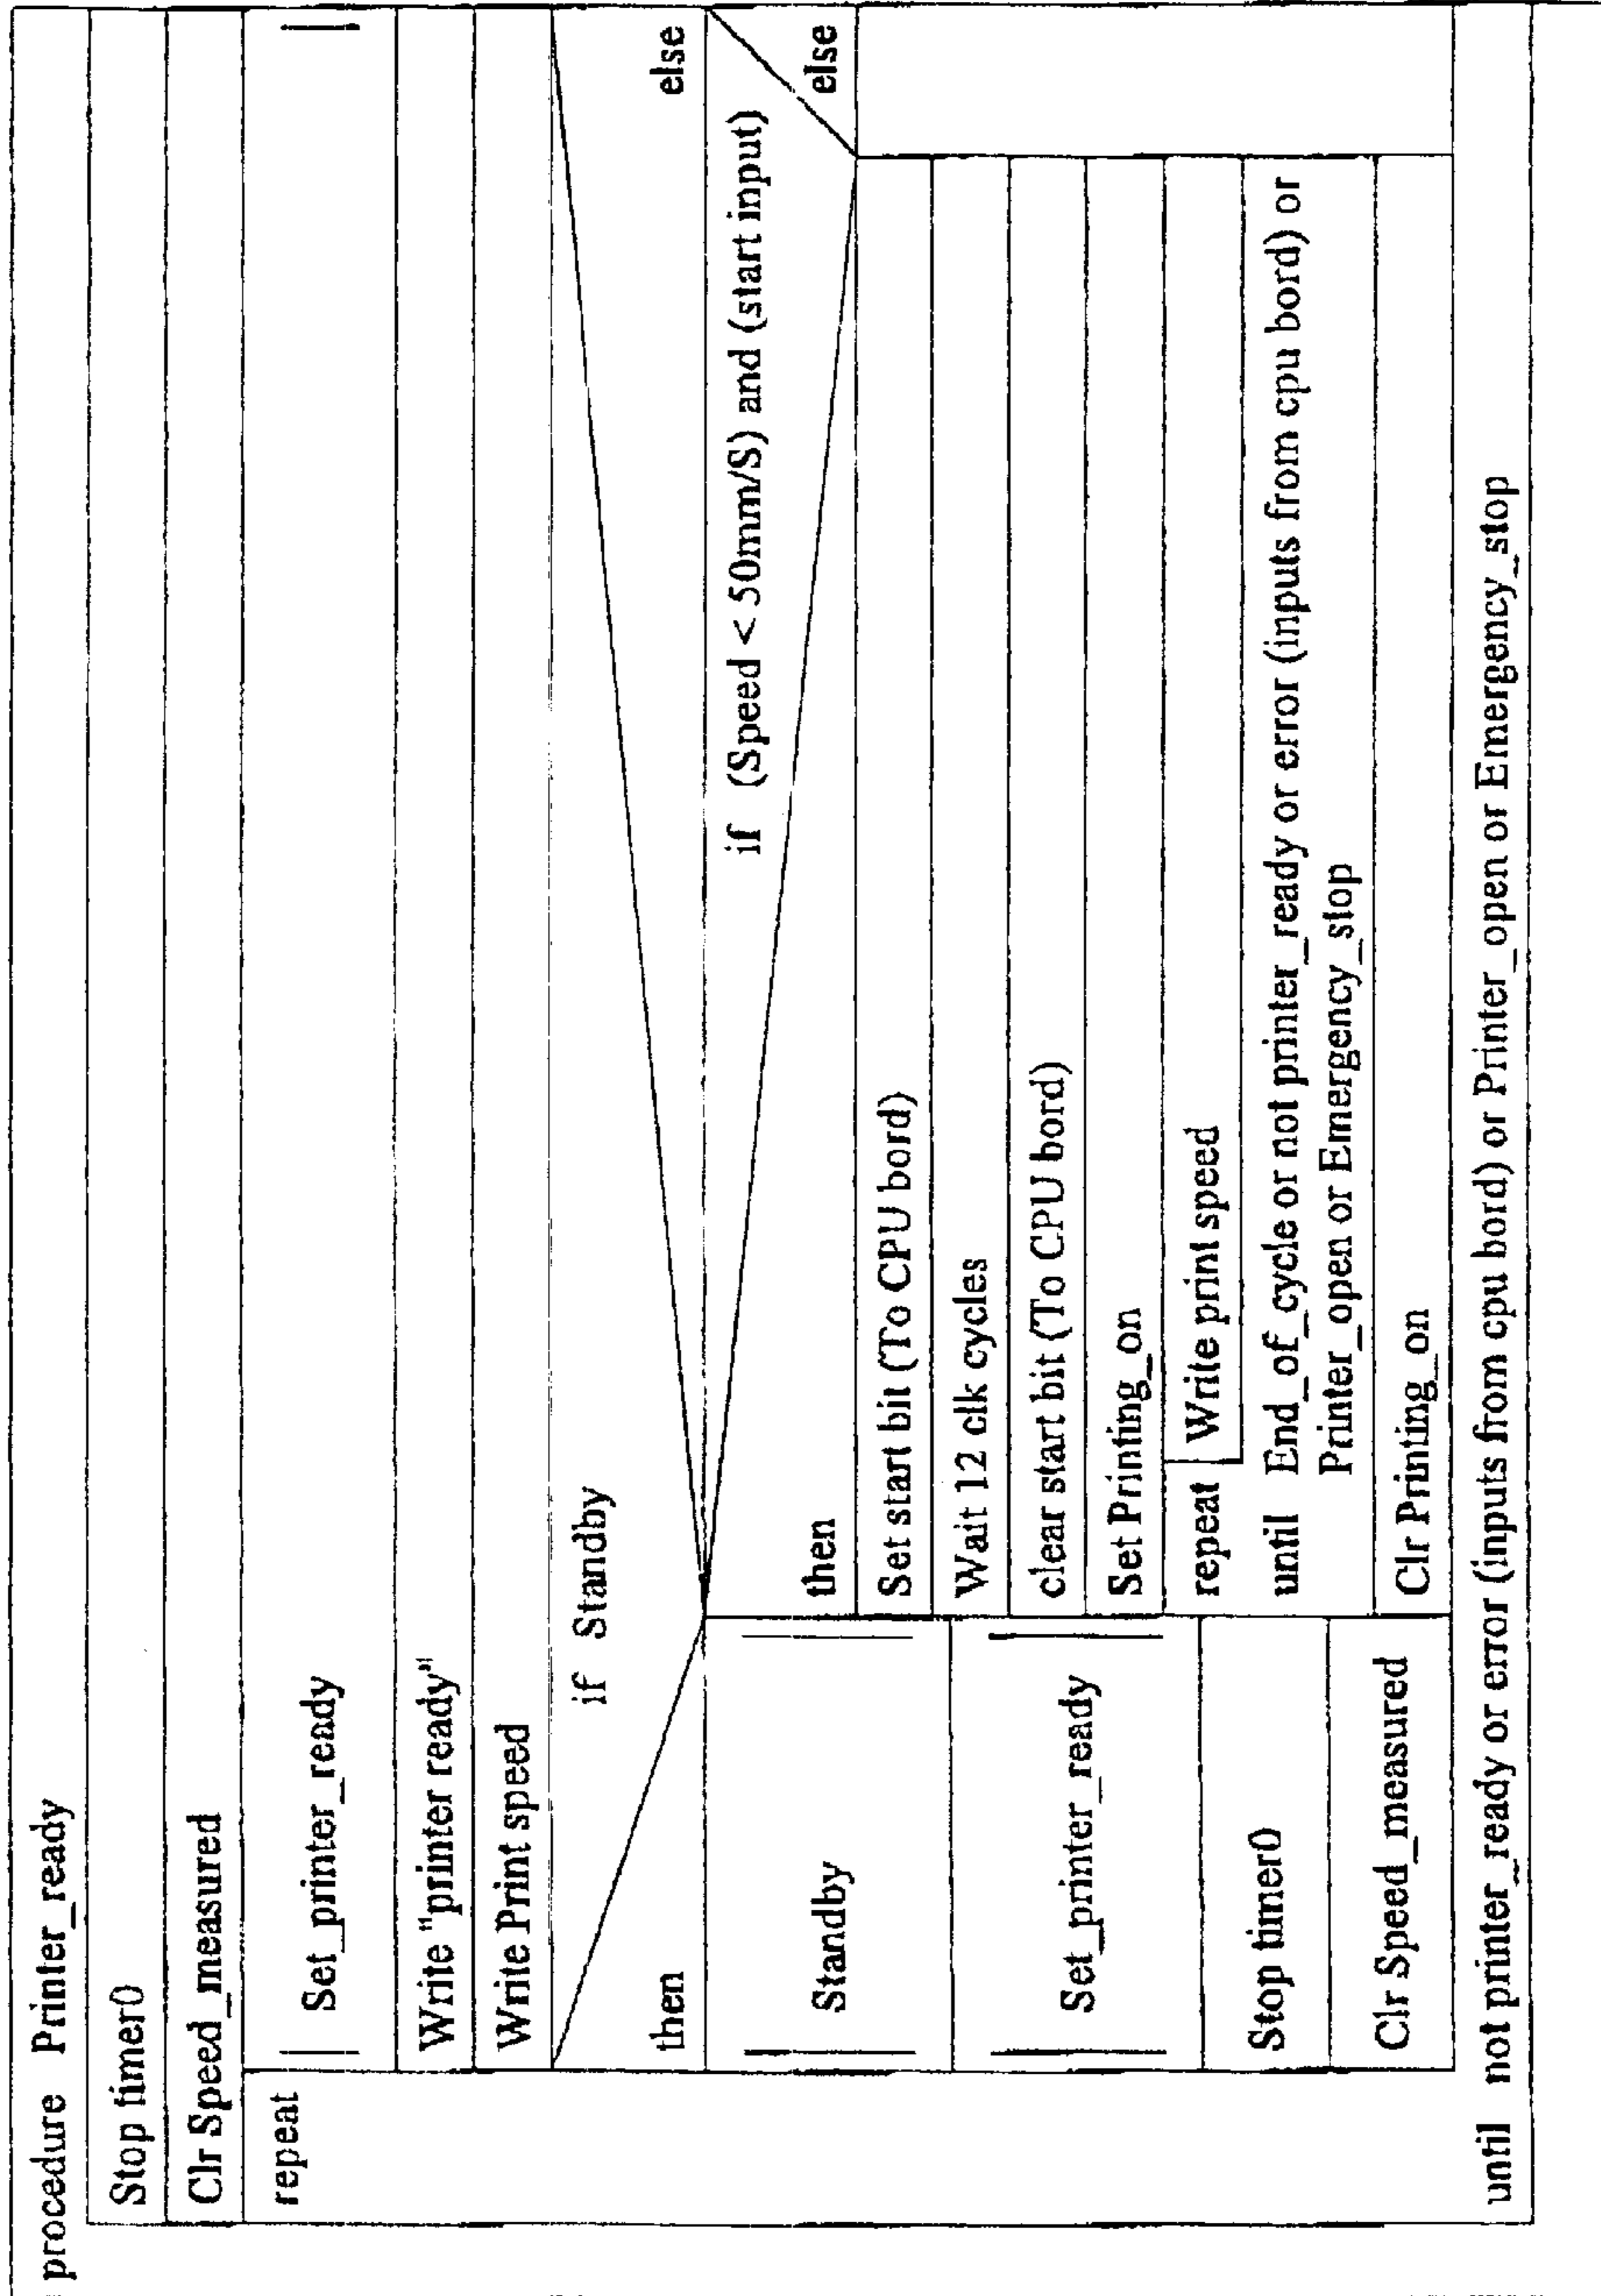 procedure Printer_ready
Stop timer0
Clr Speed_measured
repeat
Set_printer_ready
Write "printer ready"
Write Print speed
if Standby
then
else
Standby
Set_printer_ready
Stop timer0
Clr Speed_measured
if (Speed < 50mm/S) and (start input)
then
else
Set start bit (To CPU bord)
Wait 12 clk cycles
clear start bit (To CPU bord)
Set Printing_on
repeat
Write print speed
until End_of_cycle or not printer_ready or error (inputs from cpu bord) or
Printer_open or Emergency_stop
Clr Printing_on
until not printer_ready or error (inputs from cpu bord) or Printer_open or Emergency_stop